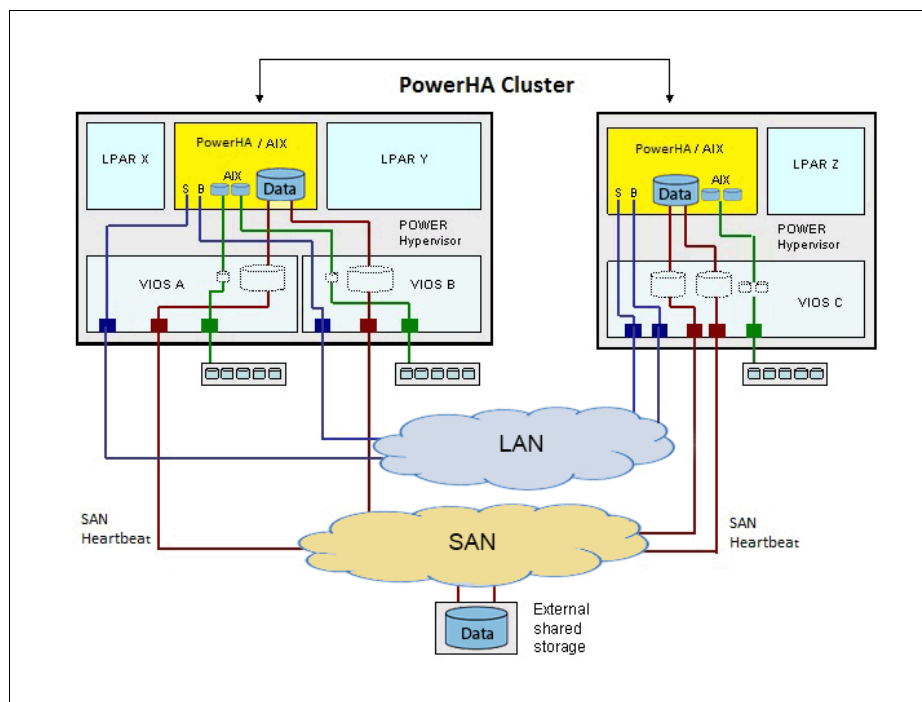 PowerHA Cluster
LPAR X
PowerHA / AIX
S B
AIX
Data
LPAR Y
POWER
Hypervisor
VIOS A
VIOS B
PowerHA / AIX
S B
AIX
Data
LPAR Z
POWER
Hypervisor
VIOS C
LAN
SAN
Heartbeat
SAN
SAN
Heartbeat
Data
External
shared
storage